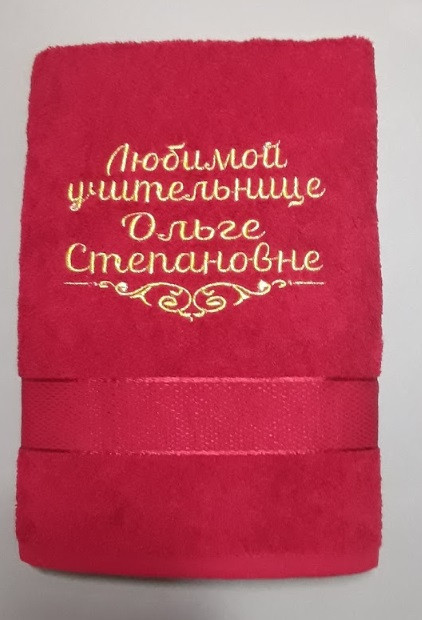 Любимой
учительнице
Ольге
Степановне